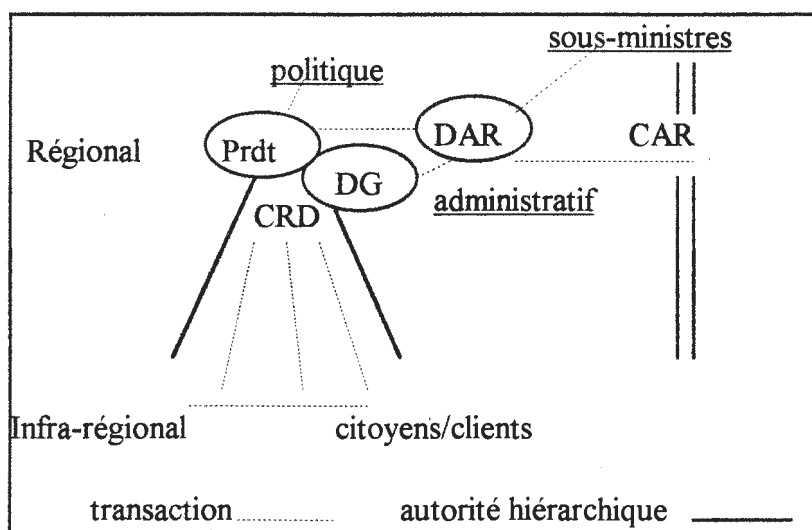 sous-ministres
politique
Régional Prdt DAR CAR
DG
CRD administratif
Infra-régional citoyens/clients
transaction autorité hiérarchique